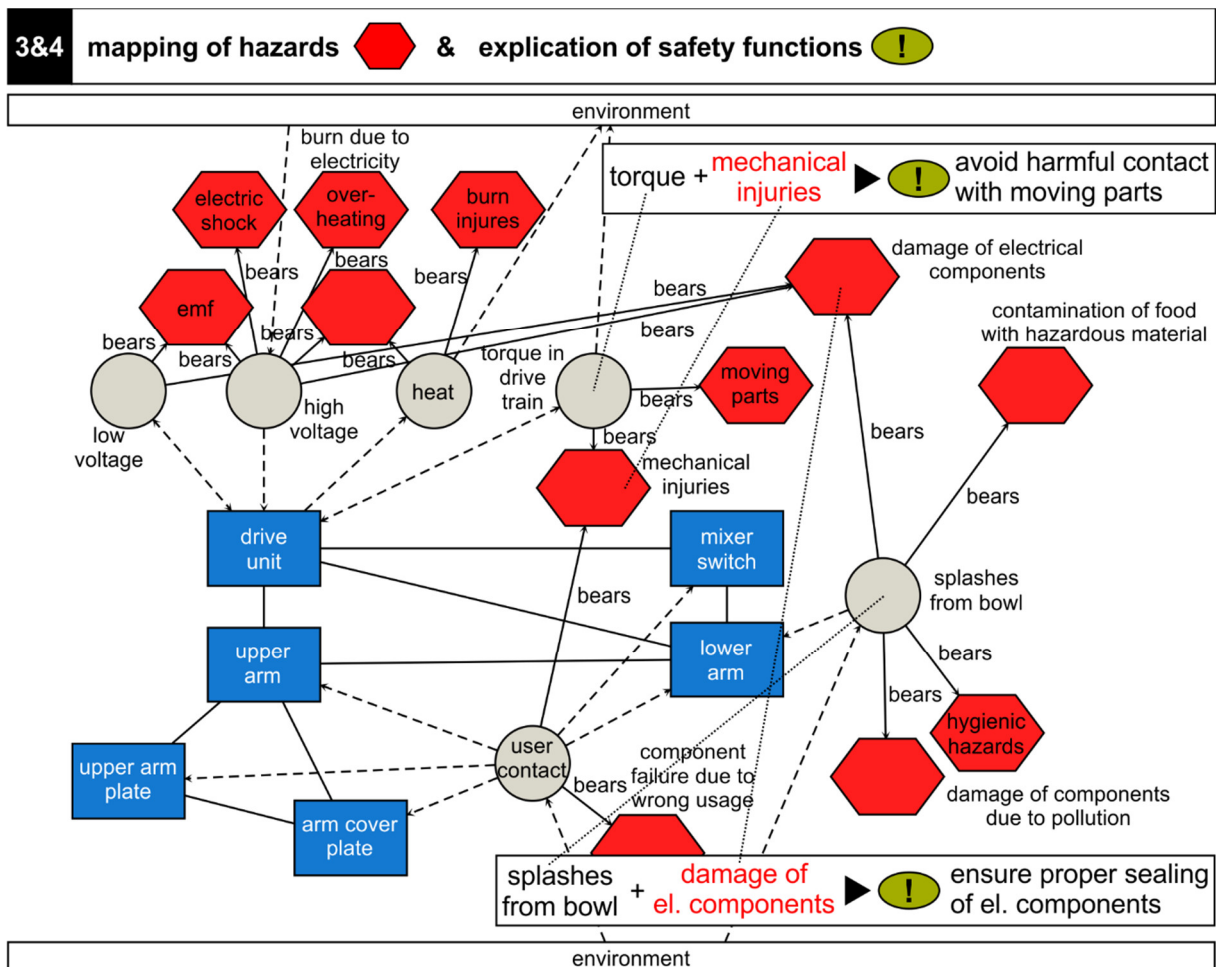 3&4 mapping of hazards & explication of safety functions !
environment
burn due to
electricity
torque + mechanical
injuries
! avoid harmful contact
with moving parts
electric
shock
over-
heating
burn
injures
damage of electrical
components
bears
bears
bears
bears
emf
contamination of food
with hazardous material
bears
bears
bears
bears
bears
torque in
drive
train
heat
moving
parts
bears
high
voltage
low
voltage
bears
bears
mechanical
injuries
bears
drive
unit
mixer
switch
splashes
from bowl
bears
upper
arm
lower
arm
bears
bears
hygienic
hazards
user
contact
component
failure due to
wrong usage
bears
upper arm
plate
damage of components
due to pollution
arm cover
plate
splashes
from bowl
+ damage of
el. components
! ensure proper sealing
of el. components
environment